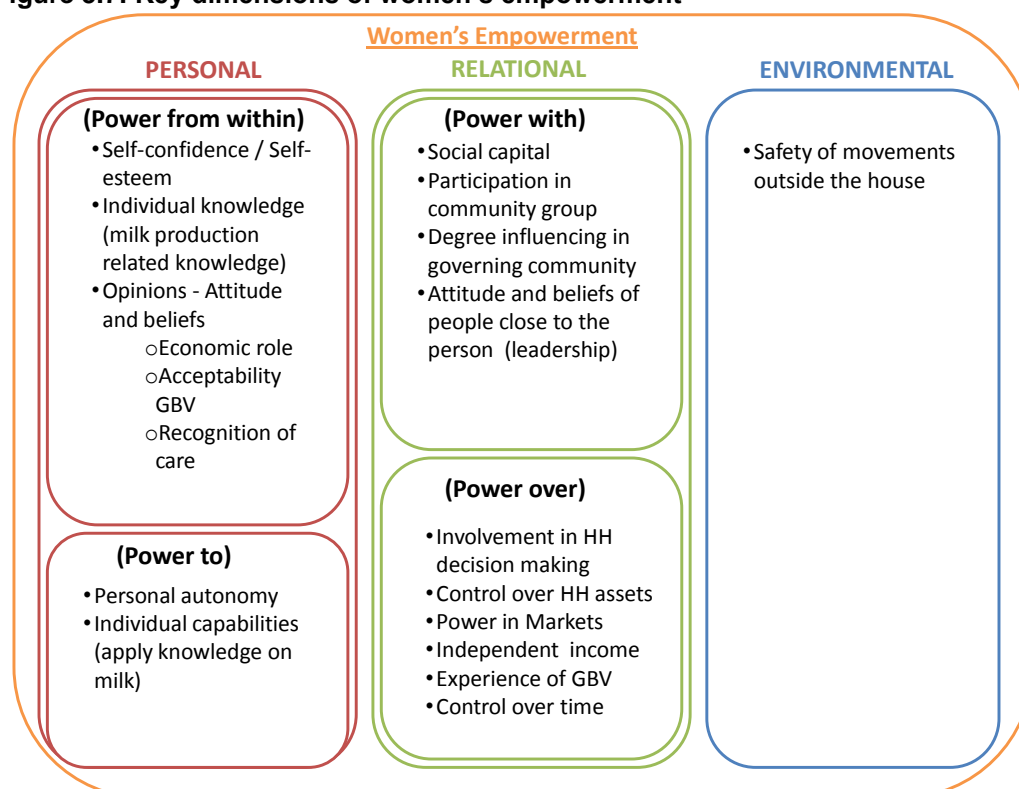 Women's Empowerment
PERSONAL
(Power from within)
•Self-confidence / Self-
esteem
•Individual knowledge
(milk production
related knowledge)
•Opinions - Attitude
and beliefs
oEconomic role
oAcceptability
GBV
oRecognition of
care
(Power to)
•Personal autonomy
•Individual capabilities
(apply knowledge on
milk)
RELATIONAL
(Power with)
•Social capital
•Participation in
community group
•Degree influencing in
governing community
•Attitude and beliefs of
people close to the
person (leadership)
(Power over)
•Involvement in HH
decision making
•Control over HH assets
•Power in Markets
•Independent income
•Experience of GBV
•Control over time
ENVIRONMENTAL
•Safety of movements
outside the house